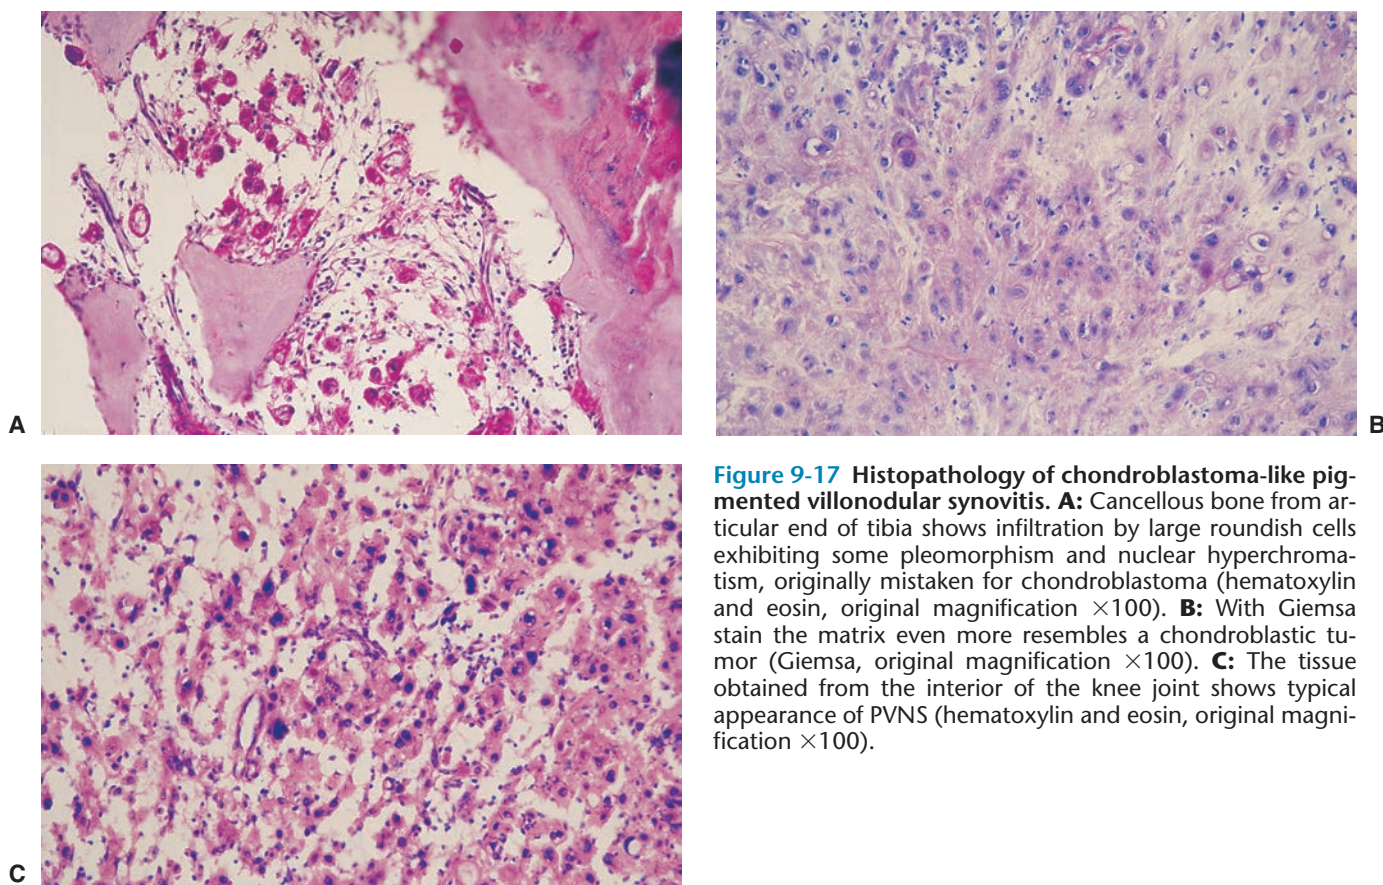 A
B
Figure 9-17 Histopathology of chondroblastoma-like pig-
mented villonodular synovitis. A: Cancellous bone from ar-
ticular end of tibia shows infiltration by large roundish cells
exhibiting some pleomorphism and nuclear hyperchroma-
tism, originally mistaken for chondroblastoma (hematoxylin
and eosin, original magnification ×100). B: With Giemsa
stain the matrix even more resembles a chondroblastic tu-
mor (Giemsa, original magnification ×100). C: The tissue
obtained from the interior of the knee joint shows typical
appearance of PVNS (hematoxylin and eosin, original magni-
fication ×100).
C